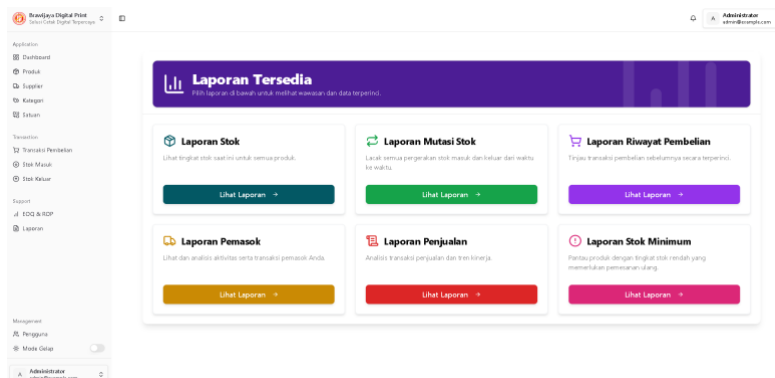 Brawijaya Digital Print
Solusi Cetak Digital Terpercaya
Administrator
admin@example.com
Application
Dashboard
Produk
Supplier
Kategori
Satuan
Transaction
Transaksi Pembelian
Stok Masuk
Stok Keluar
Support
EOQ & ROP
Laporan
Management
Pengguna
Mode Gelap
A
Administrator
admin@example.com
A
Laporan Tersedia
Pilih laporan di bawah untuk melihat wawasan dan data terperinci.
Laporan Stok
Lihat tingkat stok saat ini untuk semua produk.
Lihat Laporan →
Laporan Mutasi Stok
Lacak semua pergerakan stok masuk dan keluar dari waktu
ke waktu.
Lihat Laporan →
Laporan Riwayat Pembelian
Tinjau transaksi pembelian sebelumnya secara terperinci.
Lihat Laporan →
Laporan Pemasok
Lihat dan analisis aktivitas serta transaksi pemasok Anda.
Lihat Laporan →
Laporan Penjualan
Analisis transaksi penjualan dan tren kinerja.
Lihat Laporan →
Laporan Stok Minimum
Pantau produk dengan tingkat stok rendah yang
memerlukan pemesanan ulang.
Lihat Laporan →